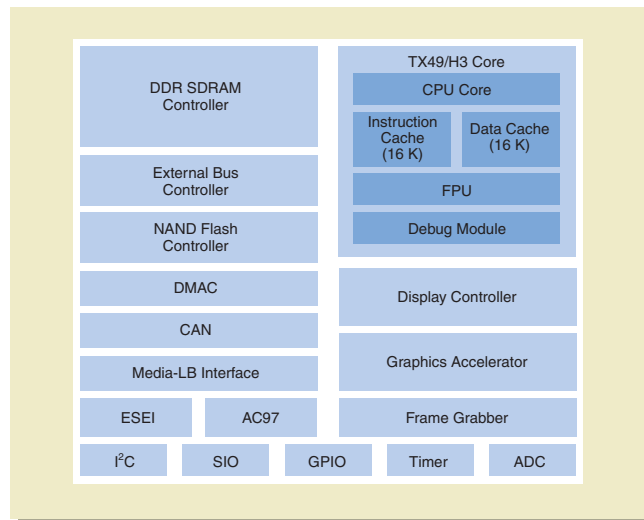 DDR SDRAM
Controller
External Bus
Controller
NAND Flash
Controller
DMAC
CAN
Media-LB Interface
ESEI
AC97
TX49/H3 Core
CPU Core
Instruction
Cache
(16 K)
Data Cache
(16 K)
FPU
Debug Module
Display Controller
Graphics Accelerator
Frame Grabber
I²C
SIO
GPIO
Timer
ADC